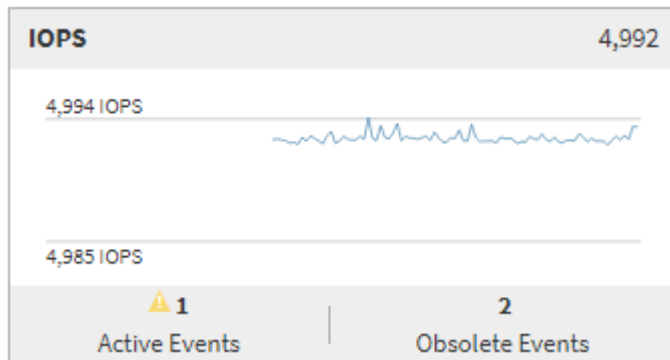 IOPS 4,992
4,994 IOPS
4,985 IOPS
1 2
Active Events Obsolete Events